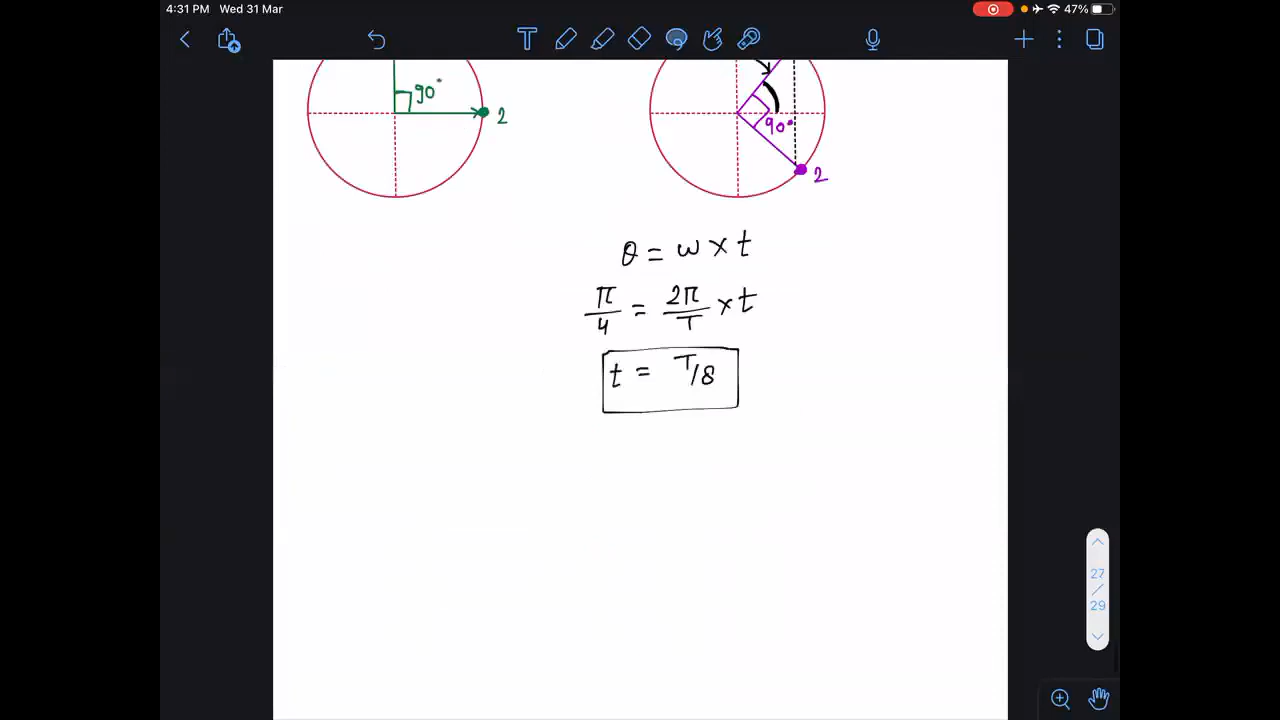 4:31 PM Wed 31 Mar
47%
T
90°
2
90°
2
θ = ω × t
π/4 = 2π/T × t
t = T/8
27
/
29